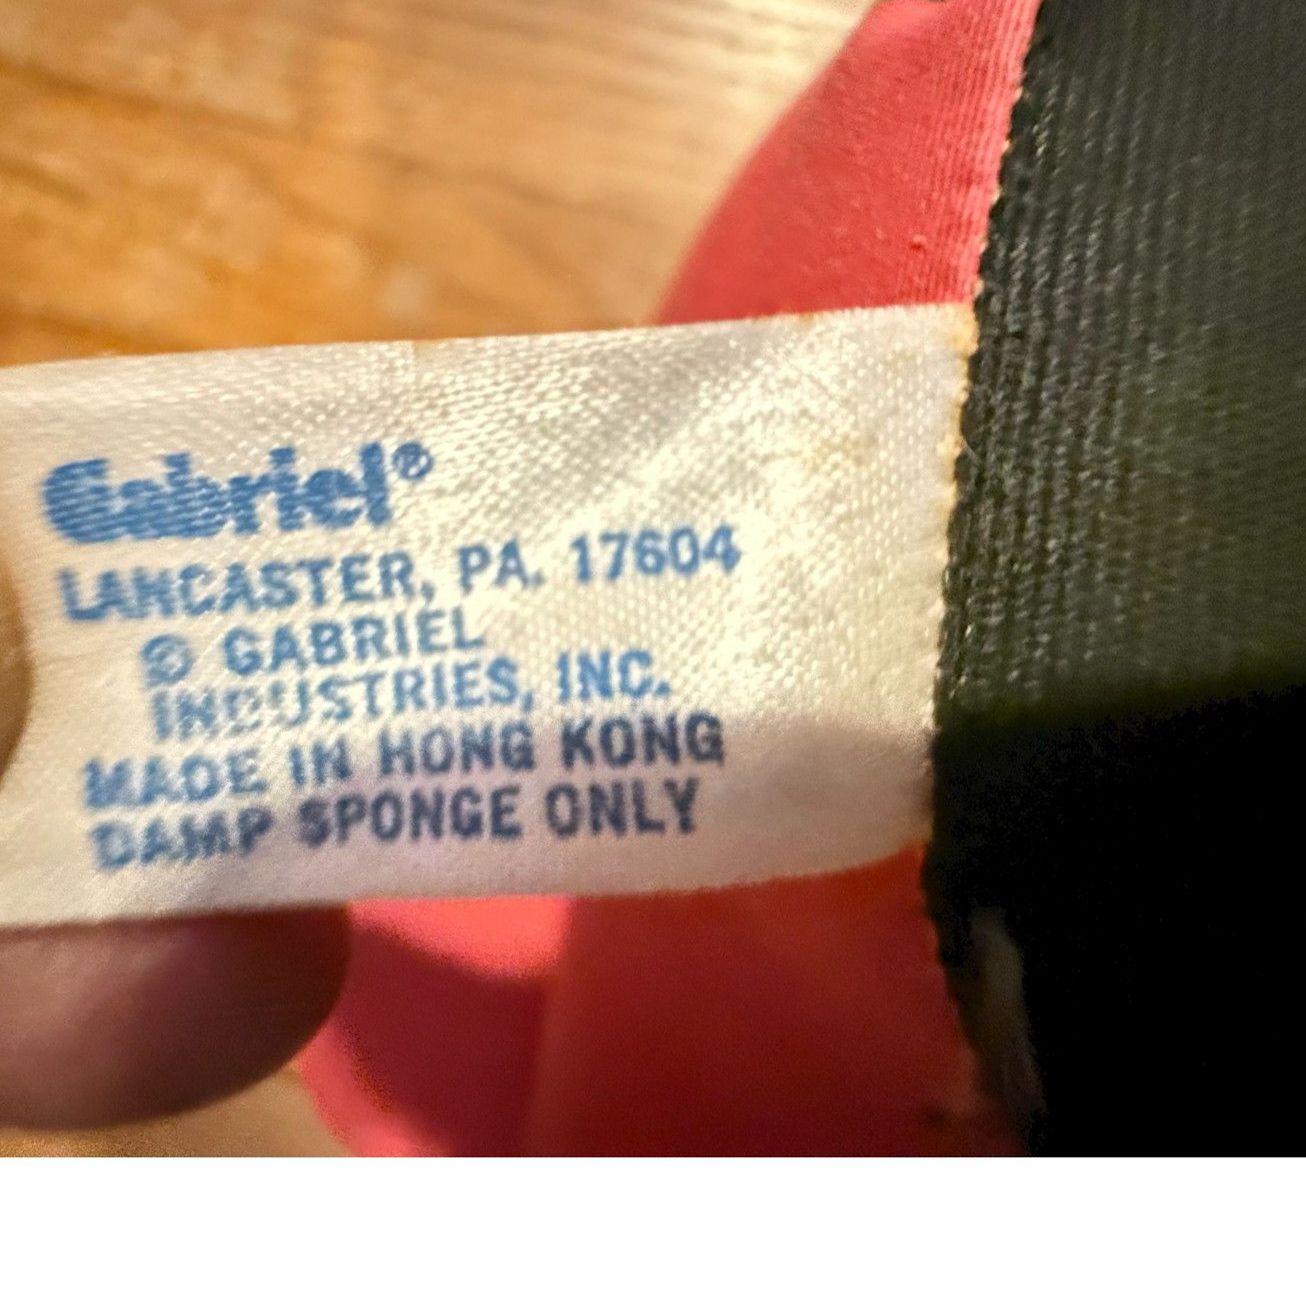 Gabriel®
LANCASTER, PA. 17604
© GABRIEL
INDUSTRIES, INC.
MADE IN HONG KONG
DAMP SPONGE ONLY